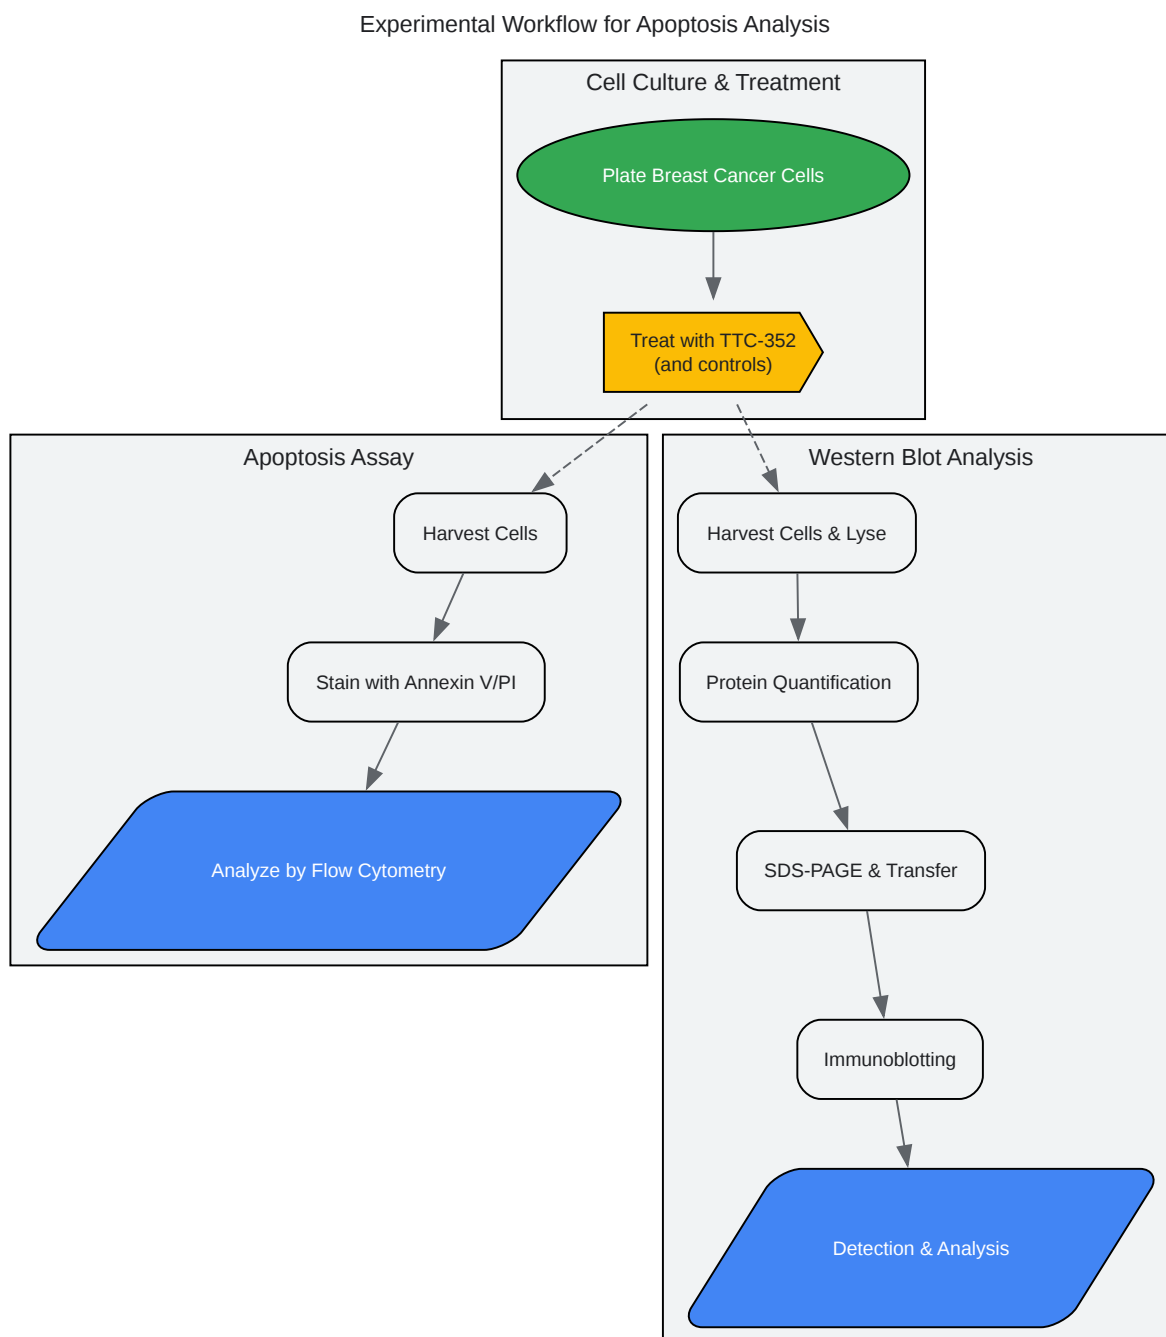 Experimental Workflow for Apoptosis Analysis
Cell Culture & Treatment
Plate Breast Cancer Cells
Treat with TTC-352
(and controls)
Apoptosis Assay
Harvest Cells
Stain with Annexin V/PI
Analyze by Flow Cytometry
Western Blot Analysis
Harvest Cells & Lyse
Protein Quantification
SDS-PAGE & Transfer
Immunoblotting
Detection & Analysis